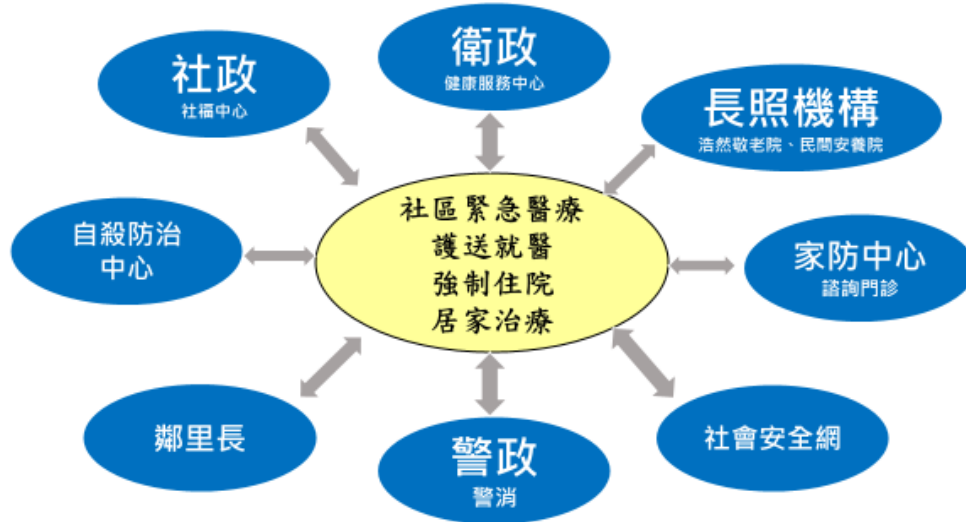 衛政
健康服務中心
社政
社福中心
長照機構
浩然敬老院、民間安養院
社區緊急醫療
護送就醫
強制住院
居家治療
自殺防治
中心
家防中心
諮詢門診
鄰里長
警政
警消
社會安全網